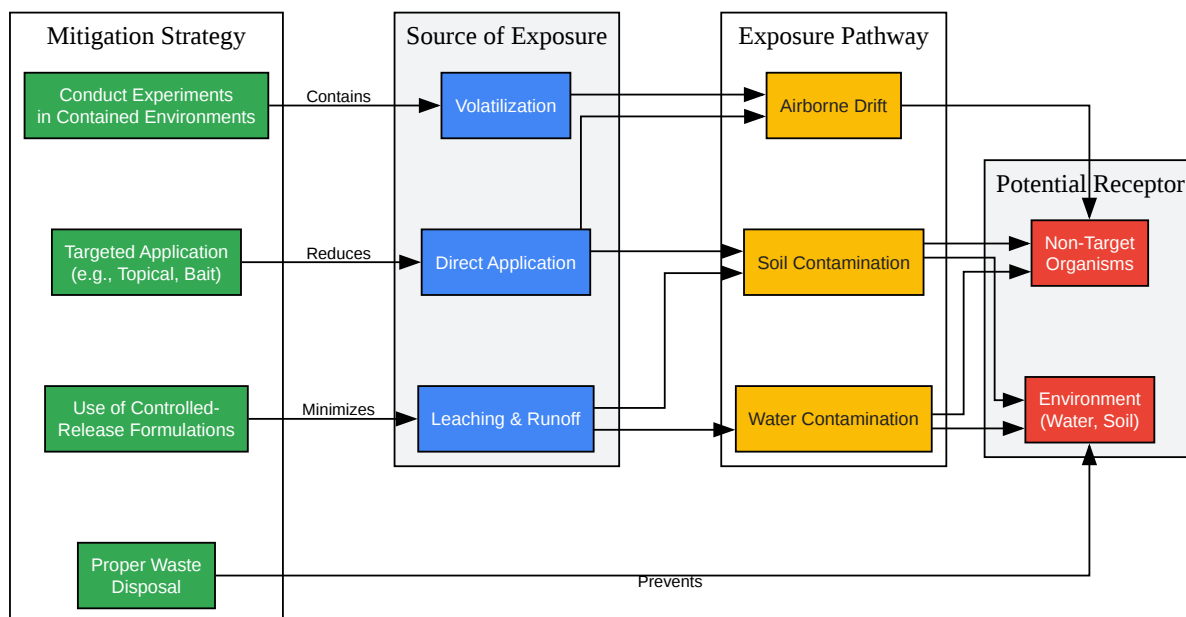 Mitigation Strategy
Conduct Experiments
in Contained Environments
Targeted Application
(e.g., Topical, Bait)
Use of Controlled-
Release Formulations
Proper Waste
Disposal
Contains
Reduces
Minimizes
Prevents
Source of Exposure
Volatilization
Direct Application
Leaching & Runoff
Exposure Pathway
Airborne Drift
Soil Contamination
Water Contamination
Potential Receptor
Non-Target
Organisms
Environment
(Water, Soil)